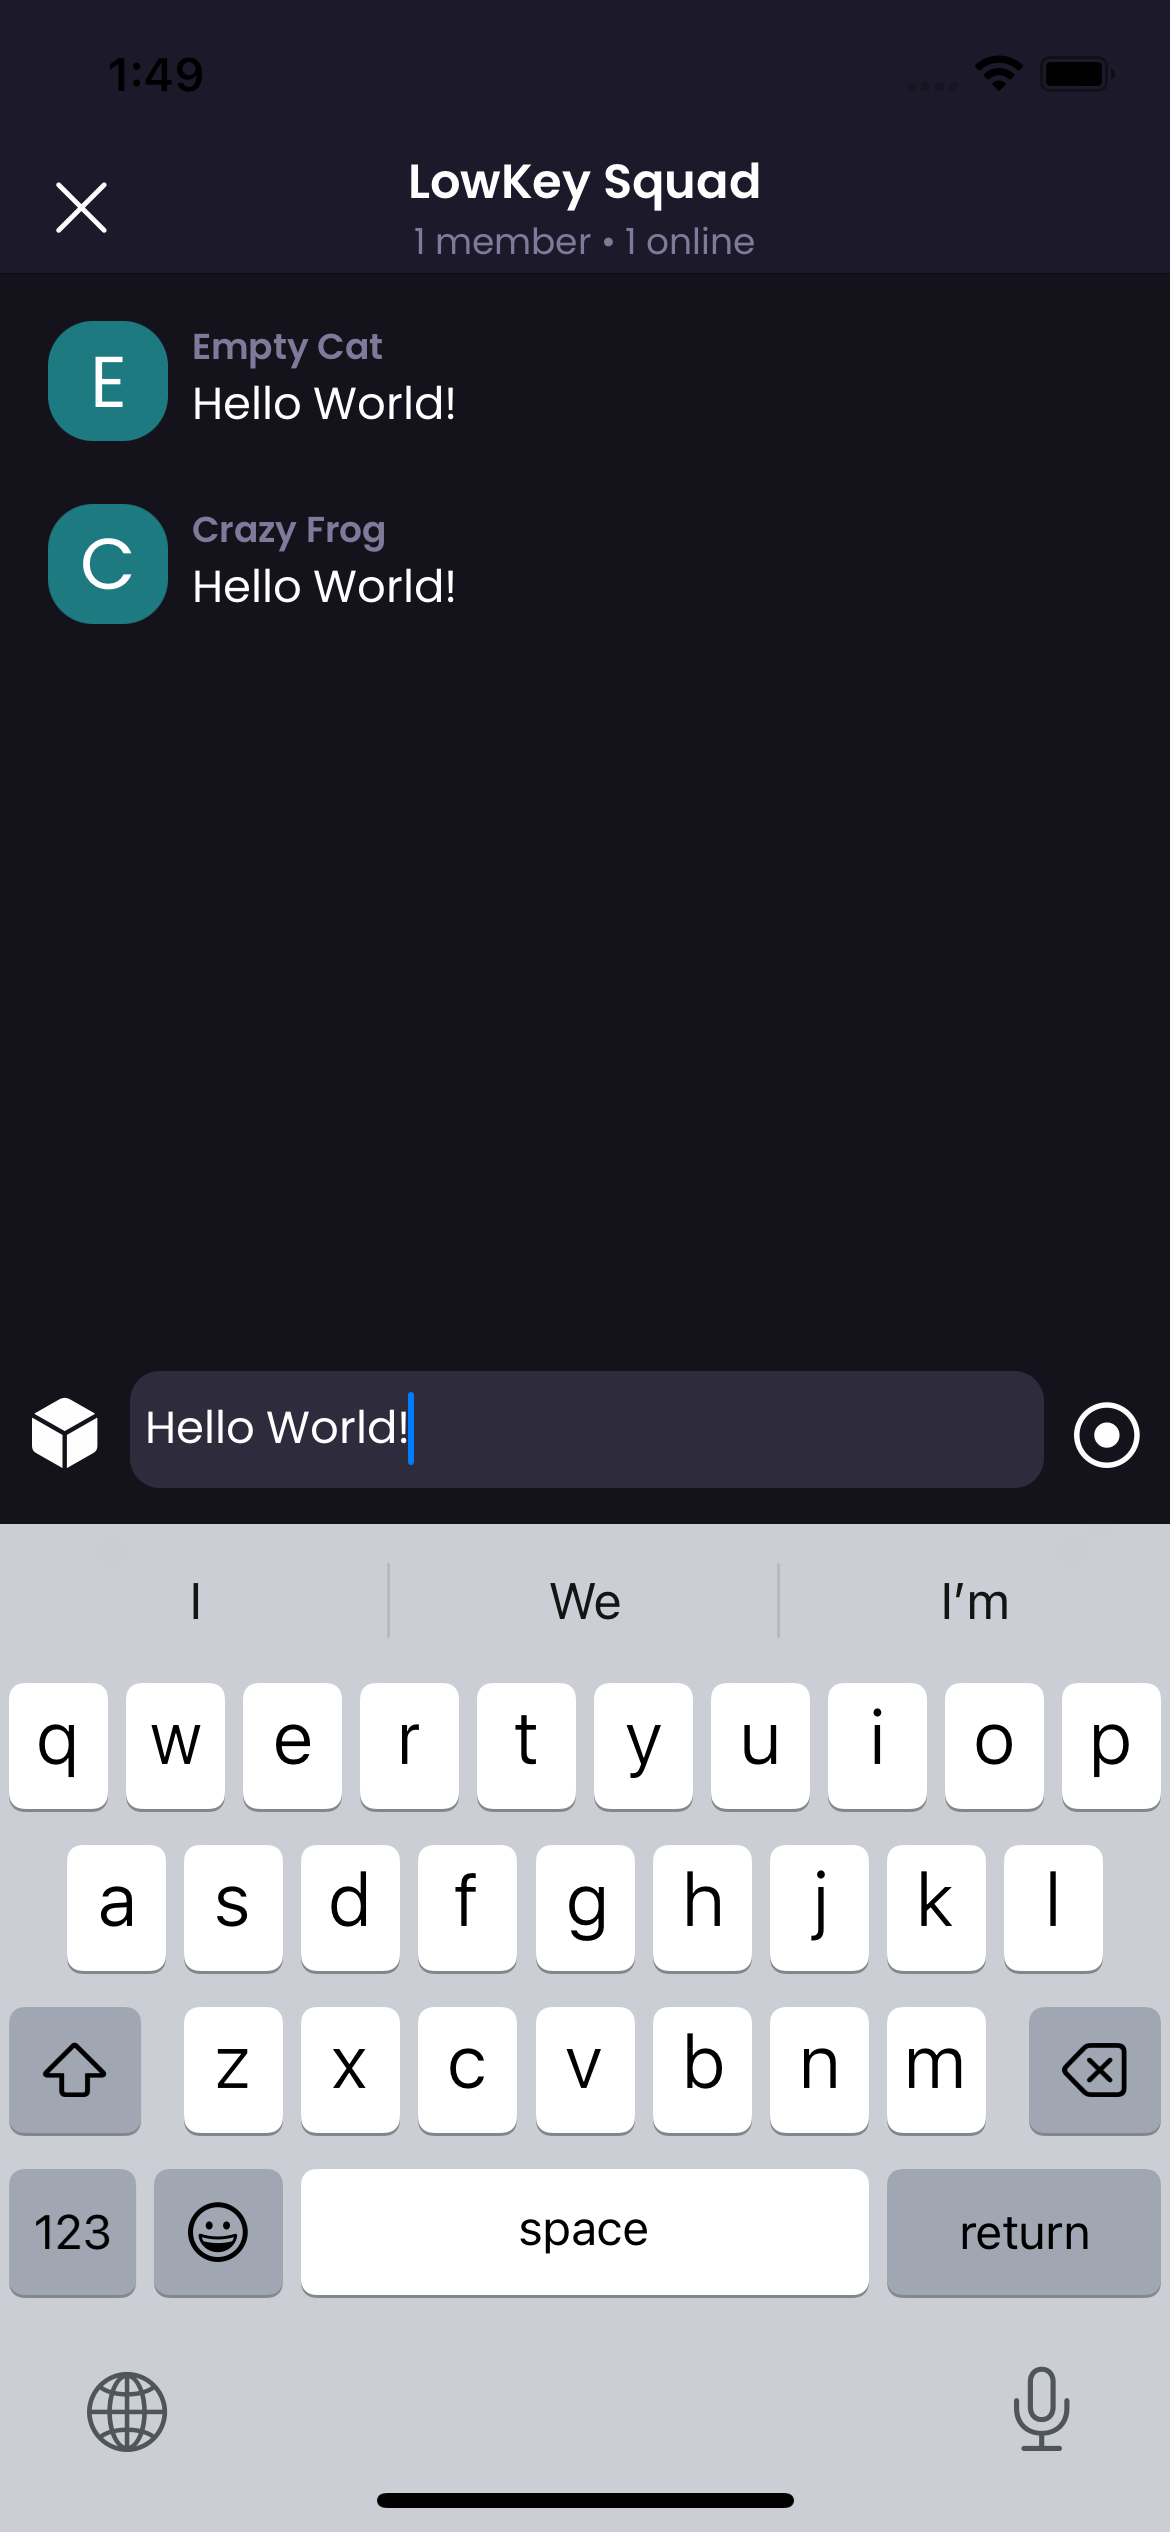 1:49
LowKey Squad
1 member • 1 online
E
Empty Cat
Hello World!
C
Crazy Frog
Hello World!
Hello World!
I We I’m
q w e r t y u i o p
a s d f g h j k l
z x c v b n m
123 space return